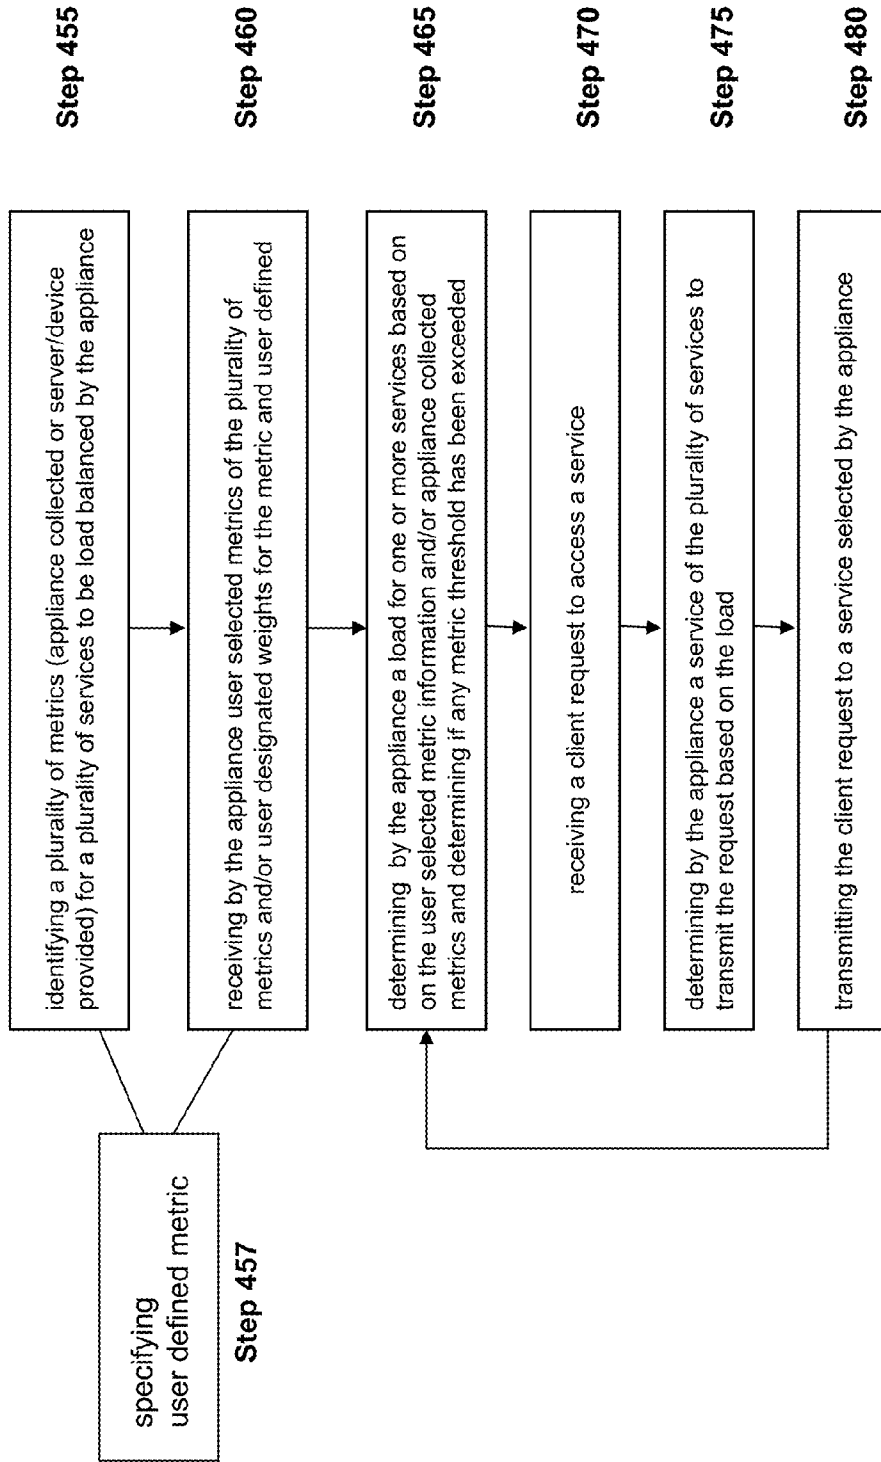 identifying a plurality of metrics (appliance collected or server/device
provided) for a plurality of services to be load balanced by the appliance
Step 455
specifying
user defined metric
Step 457
receiving by the appliance user selected metrics of the plurality of
metrics and/or user designated weights for the metric and user defined
Step 460
determining by the appliance a load for one or more services based on
on the user selected metric information and/or appliance collected
metrics and determining if any metric threshold has been exceeded
Step 465
receiving a client request to access a service
Step 470
determining by the appliance a service of the plurality of services to
transmit the request based on the load
Step 475
transmitting the client request to a service selected by the appliance
Step 480